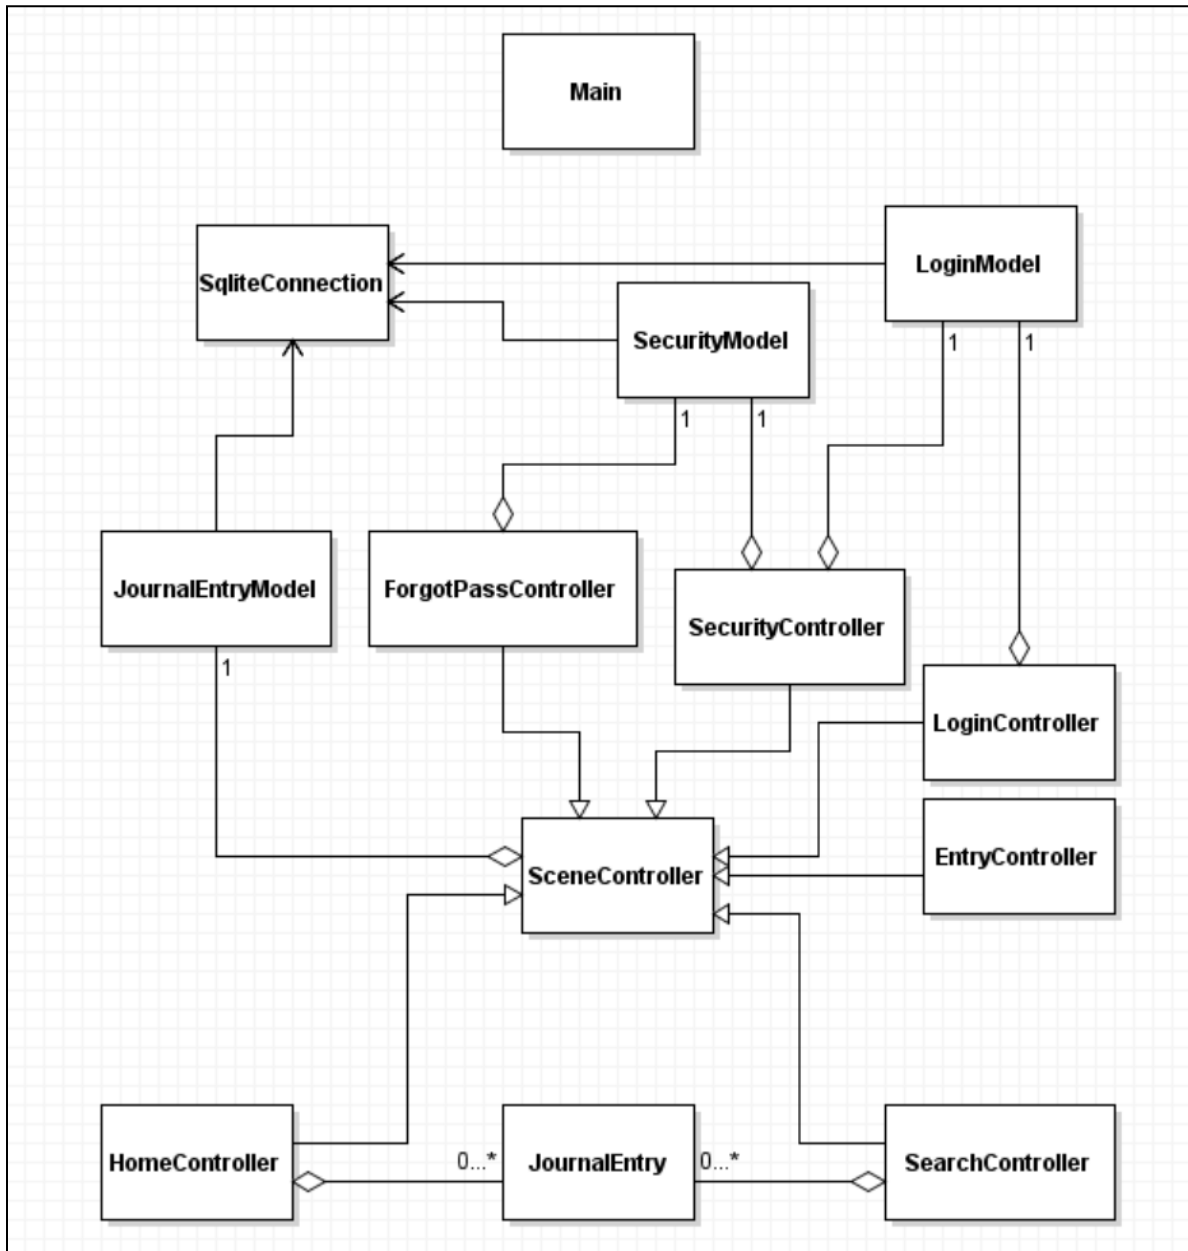 Main
SqliteConnection
LoginModel
SecurityModel
1
1
1
1
JournalEntryModel
ForgotPassController
SecurityController
1
LoginController
EntryController
SceneController
HomeController
0...*
JournalEntry
0...*
SearchController